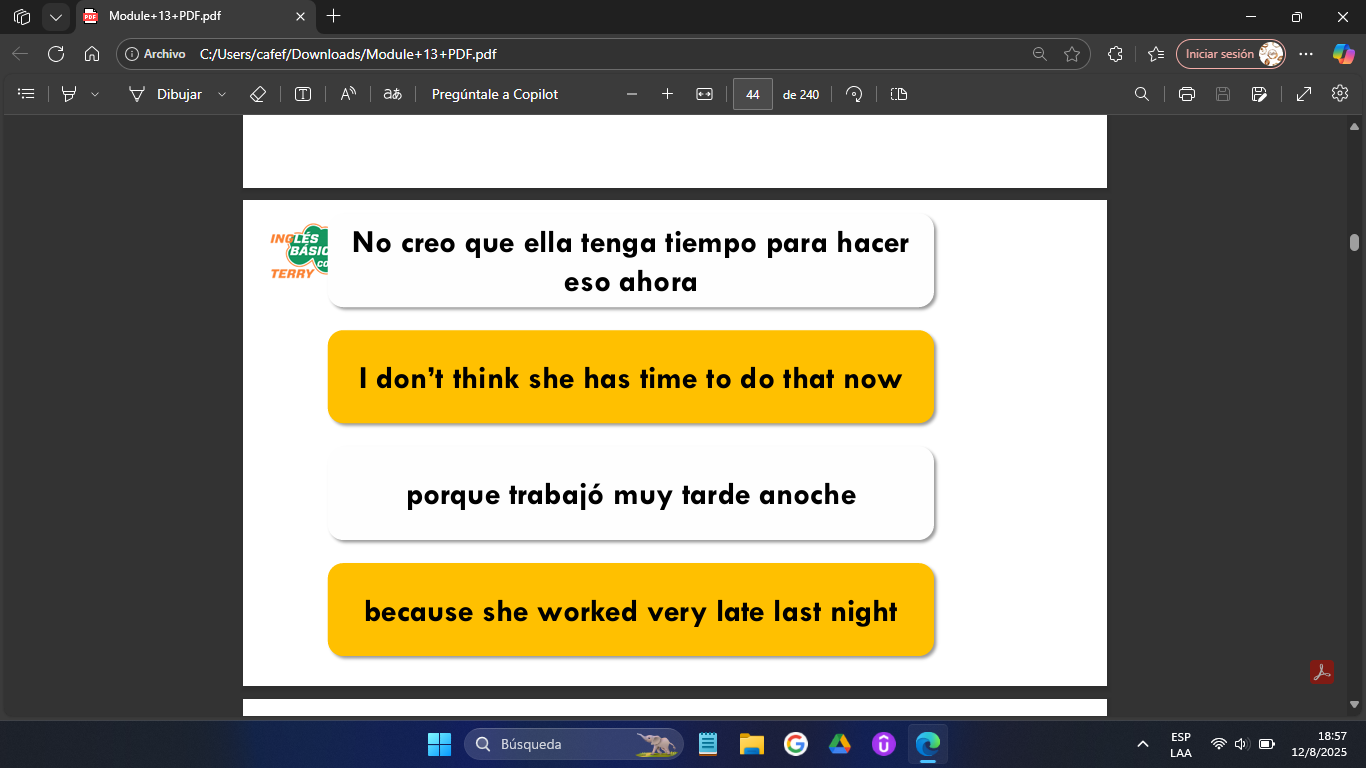 Module+13+PDF.pdf
Archivo C:/Users/cafef/Downloads/Module+13+PDF.pdf Iniciar sesión
Dibujar Pregúntale a Copilot 44 de 240
INGLÉS
BÁSIC
CO
TERRY
No creo que ella tenga tiempo para hacer
eso ahora
I don’t think she has time to do that now
porque trabajó muy tarde anoche
because she worked very late last night
Búsqueda
ESP
LAA
18:57
12/8/2025